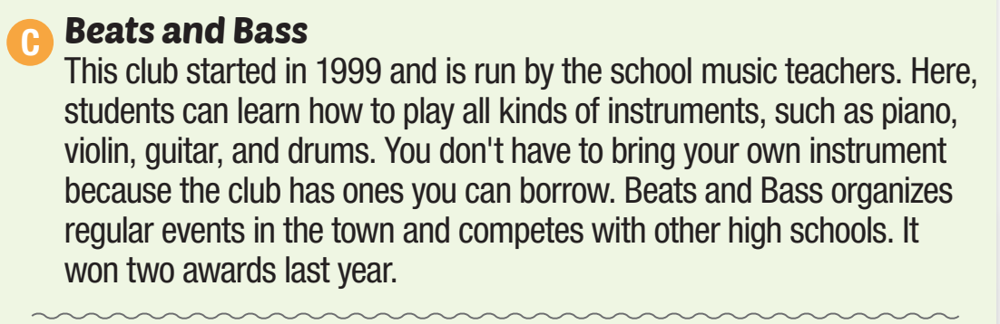 C Beats and Bass
This club started in 1999 and is run by the school music teachers. Here,
students can learn how to play all kinds of instruments, such as piano,
violin, guitar, and drums. You don't have to bring your own instrument
because the club has ones you can borrow. Beats and Bass organizes
regular events in the town and competes with other high schools. It
won two awards last year.